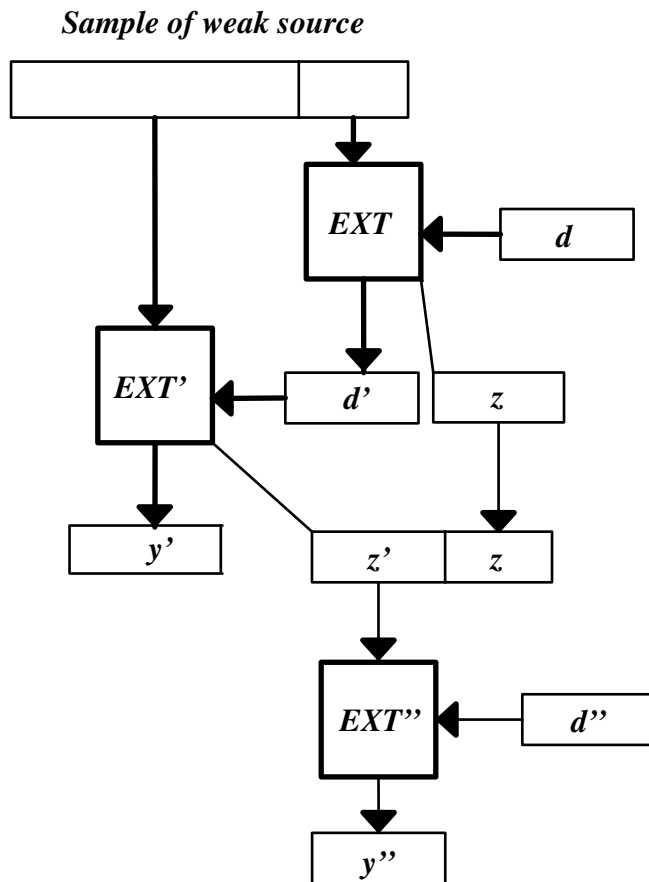 Sample of weak source
EXT
d
EXT’
d’
z
y’
z’
z
EXT’’
d’’
y’’